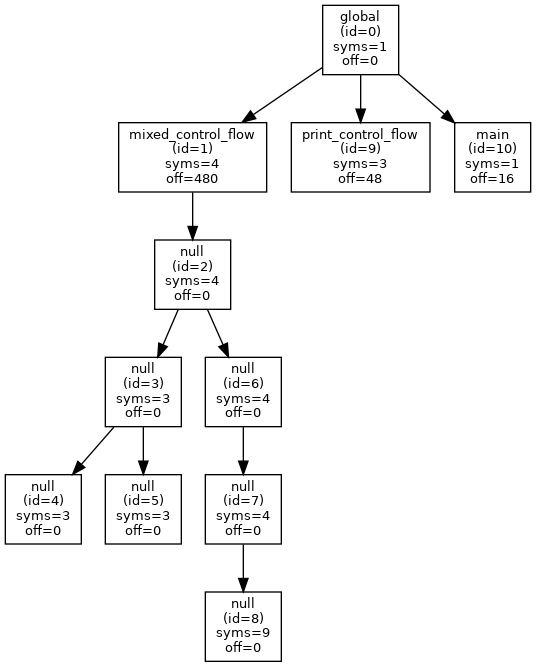 global
(id=0)
syms=1
off=0
mixed_control_flow
(id=1)
syms=4
off=480
print_control_flow
(id=9)
syms=3
off=48
main
(id=10)
syms=1
off=16
null
(id=2)
syms=4
off=0
null
(id=3)
syms=3
off=0
null
(id=6)
syms=4
off=0
null
(id=4)
syms=3
off=0
null
(id=5)
syms=3
off=0
null
(id=7)
syms=4
off=0
null
(id=8)
syms=9
off=0